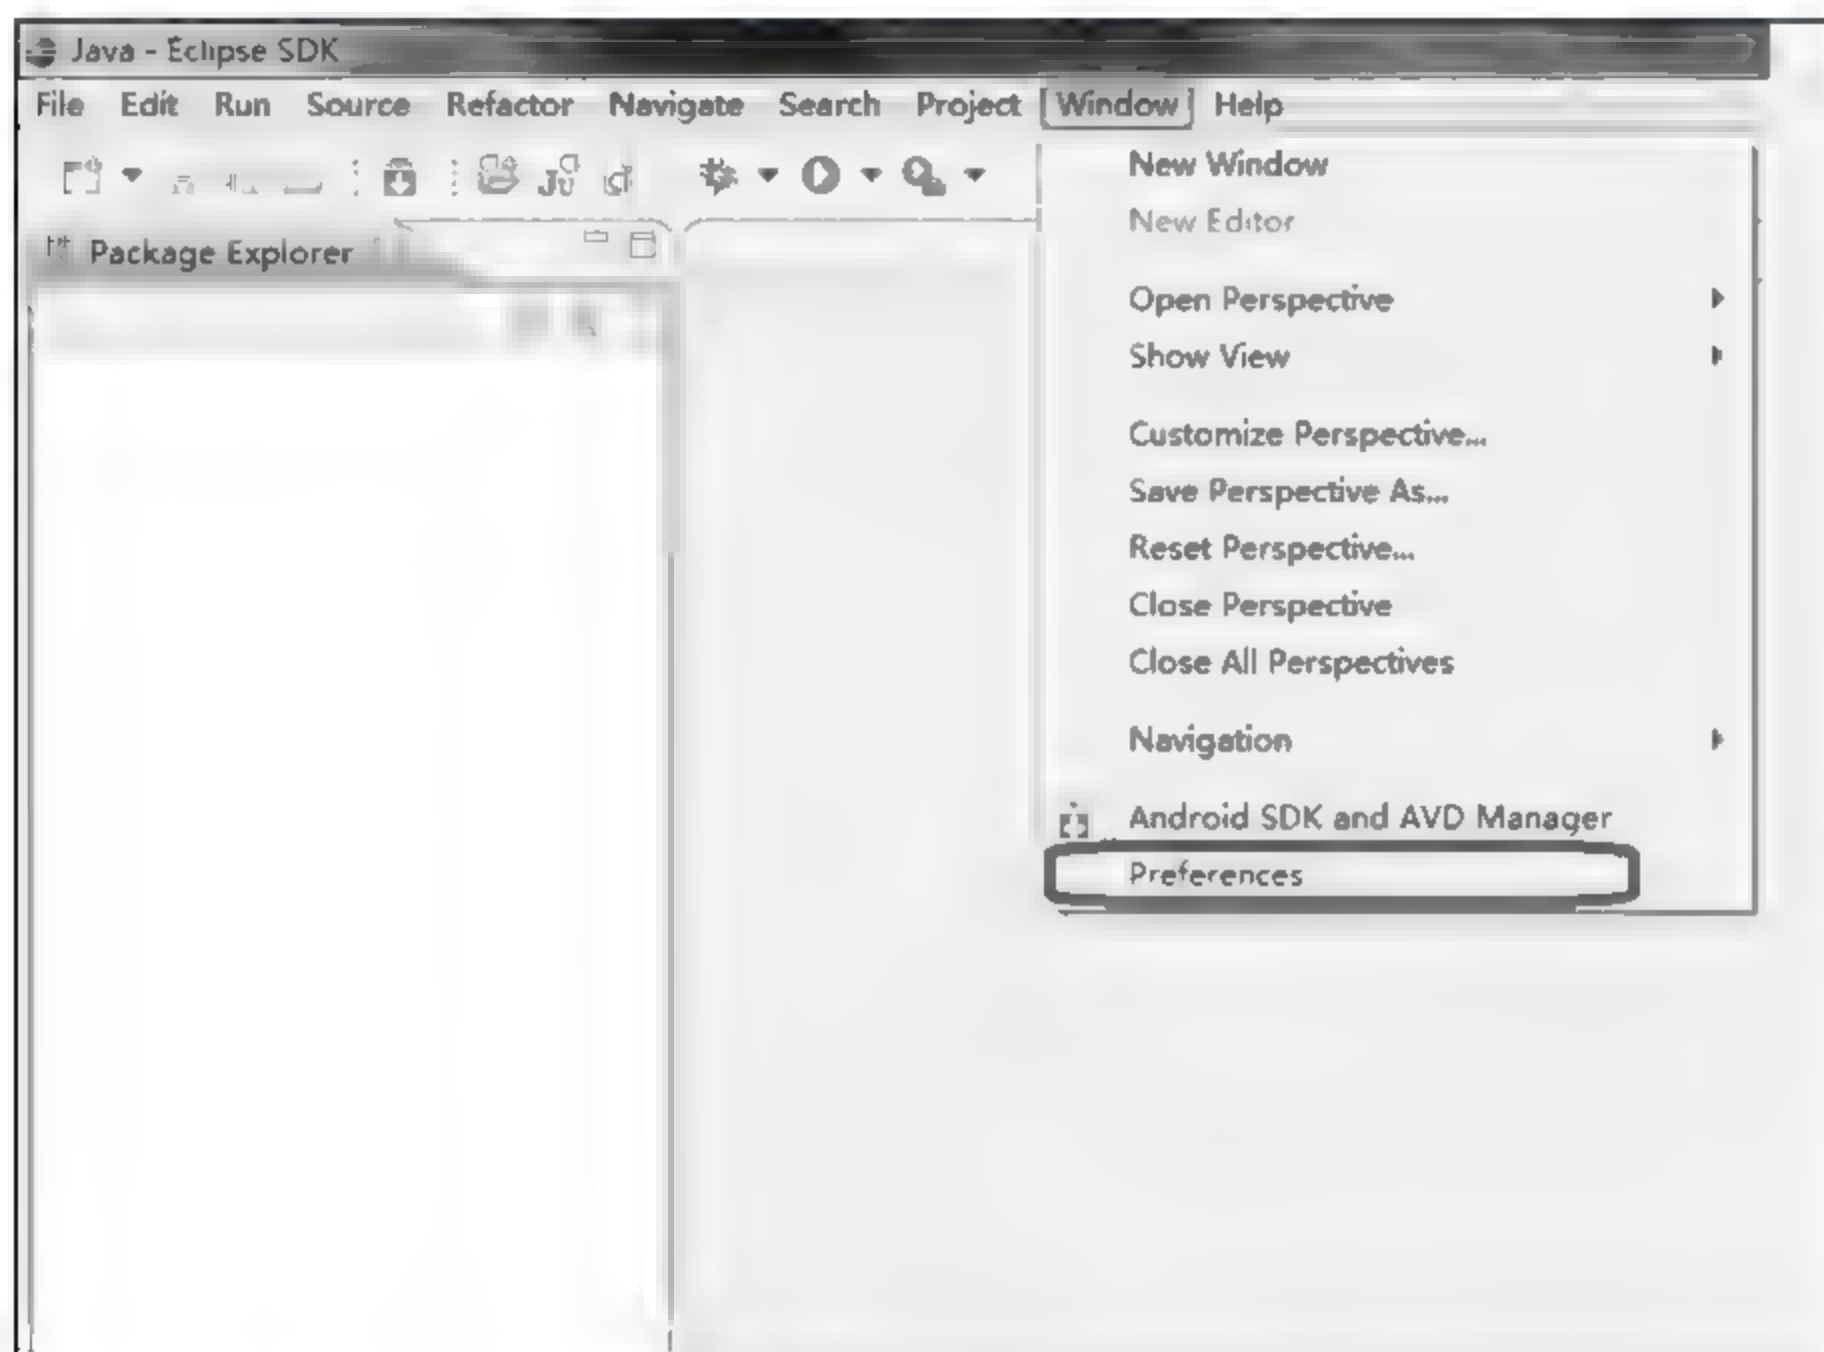 Java - Eclipse SDK
File Edit Run Source Refactor Navigate Search Project Window Help
New Window
New Editor
Package Explorer
Open Perspective
Show View
Customize Perspective...
Save Perspective As...
Reset Perspective...
Close Perspective
Close All Perspectives
Navigation
Android SDK and AVD Manager
Preferences